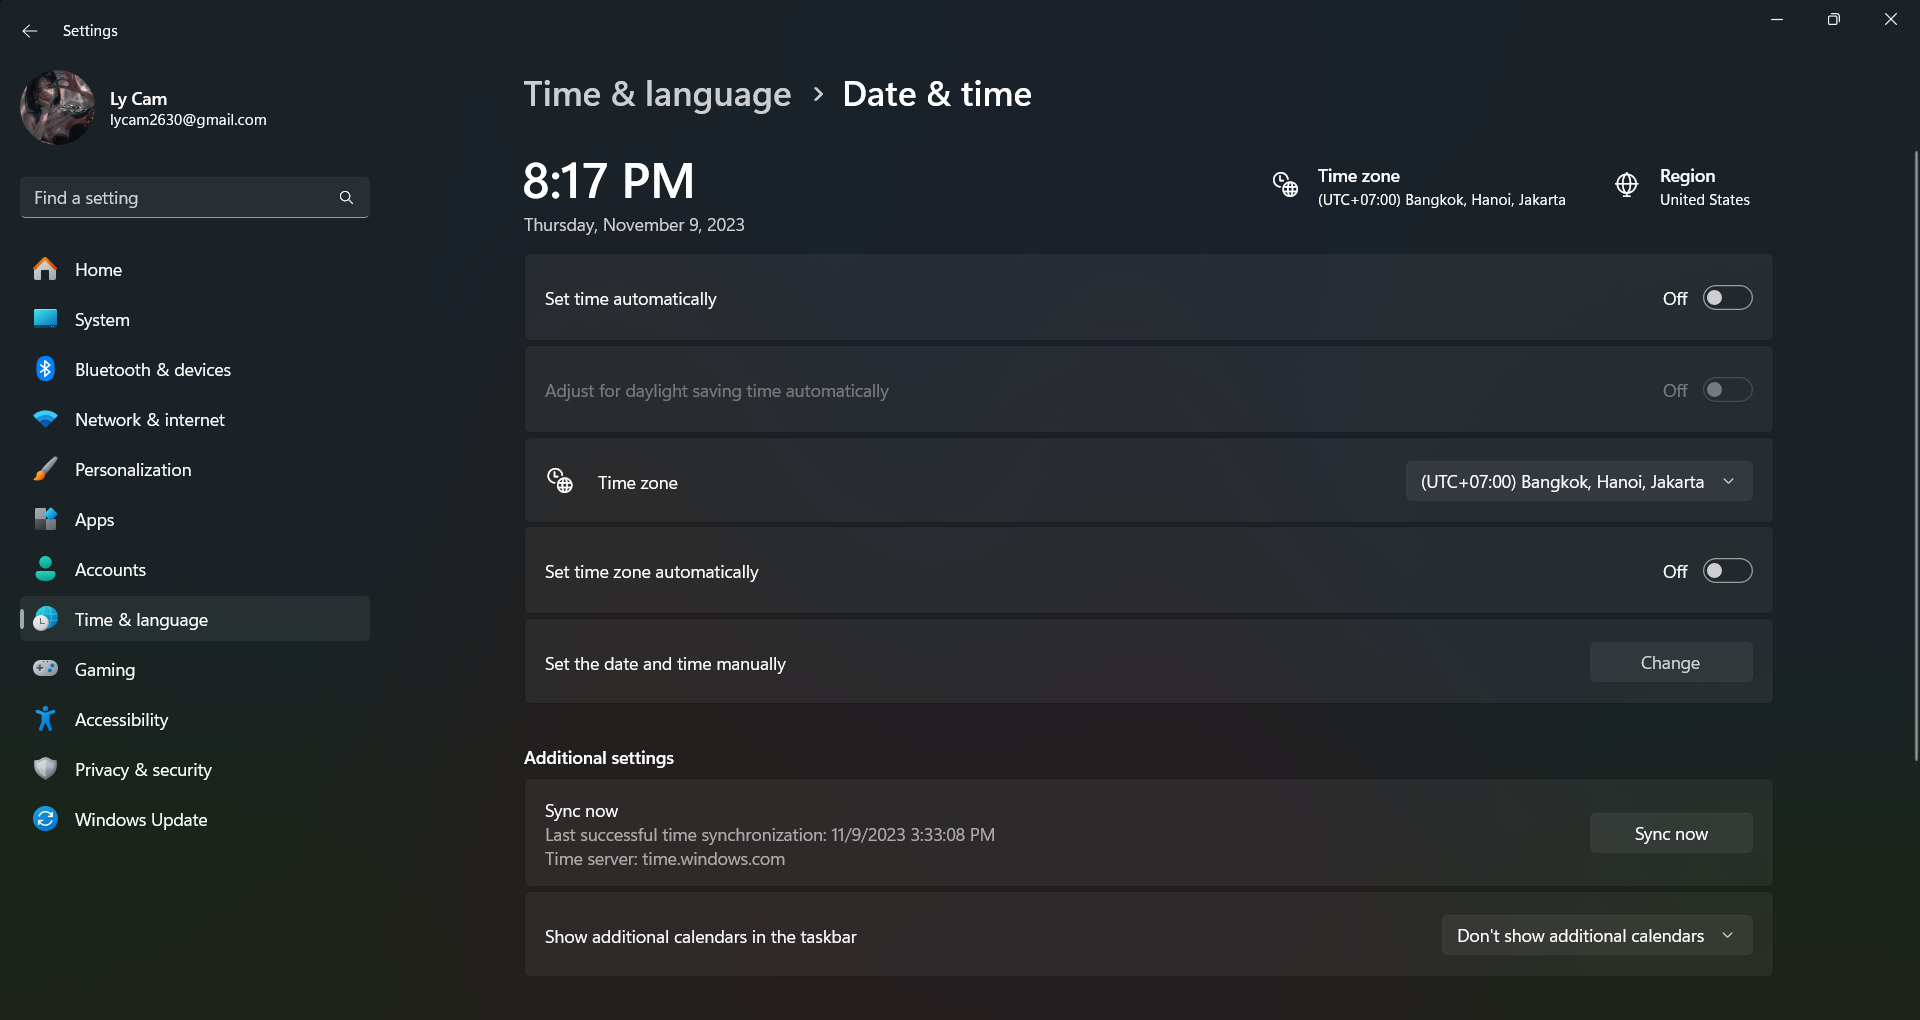 Settings
Ly Cam
lycam2630@gmail.com
Find a setting
Home
System
Bluetooth & devices
Network & internet
Personalization
Apps
Accounts
Time & language
Gaming
Accessibility
Privacy & security
Windows Update
Time & language > Date & time
8:17 PM
Thursday, November 9, 2023
Time zone
(UTC+07:00) Bangkok, Hanoi, Jakarta
Region
United States
Set time automatically Off
Adjust for daylight saving time automatically Off
Time zone (UTC+07:00) Bangkok, Hanoi, Jakarta
Set time zone automatically Off
Set the date and time manually Change
Additional settings
Sync now
Last successful time synchronization: 11/9/2023 3:33:08 PM
Time server: time.windows.com
Sync now
Show additional calendars in the taskbar Don't show additional calendars